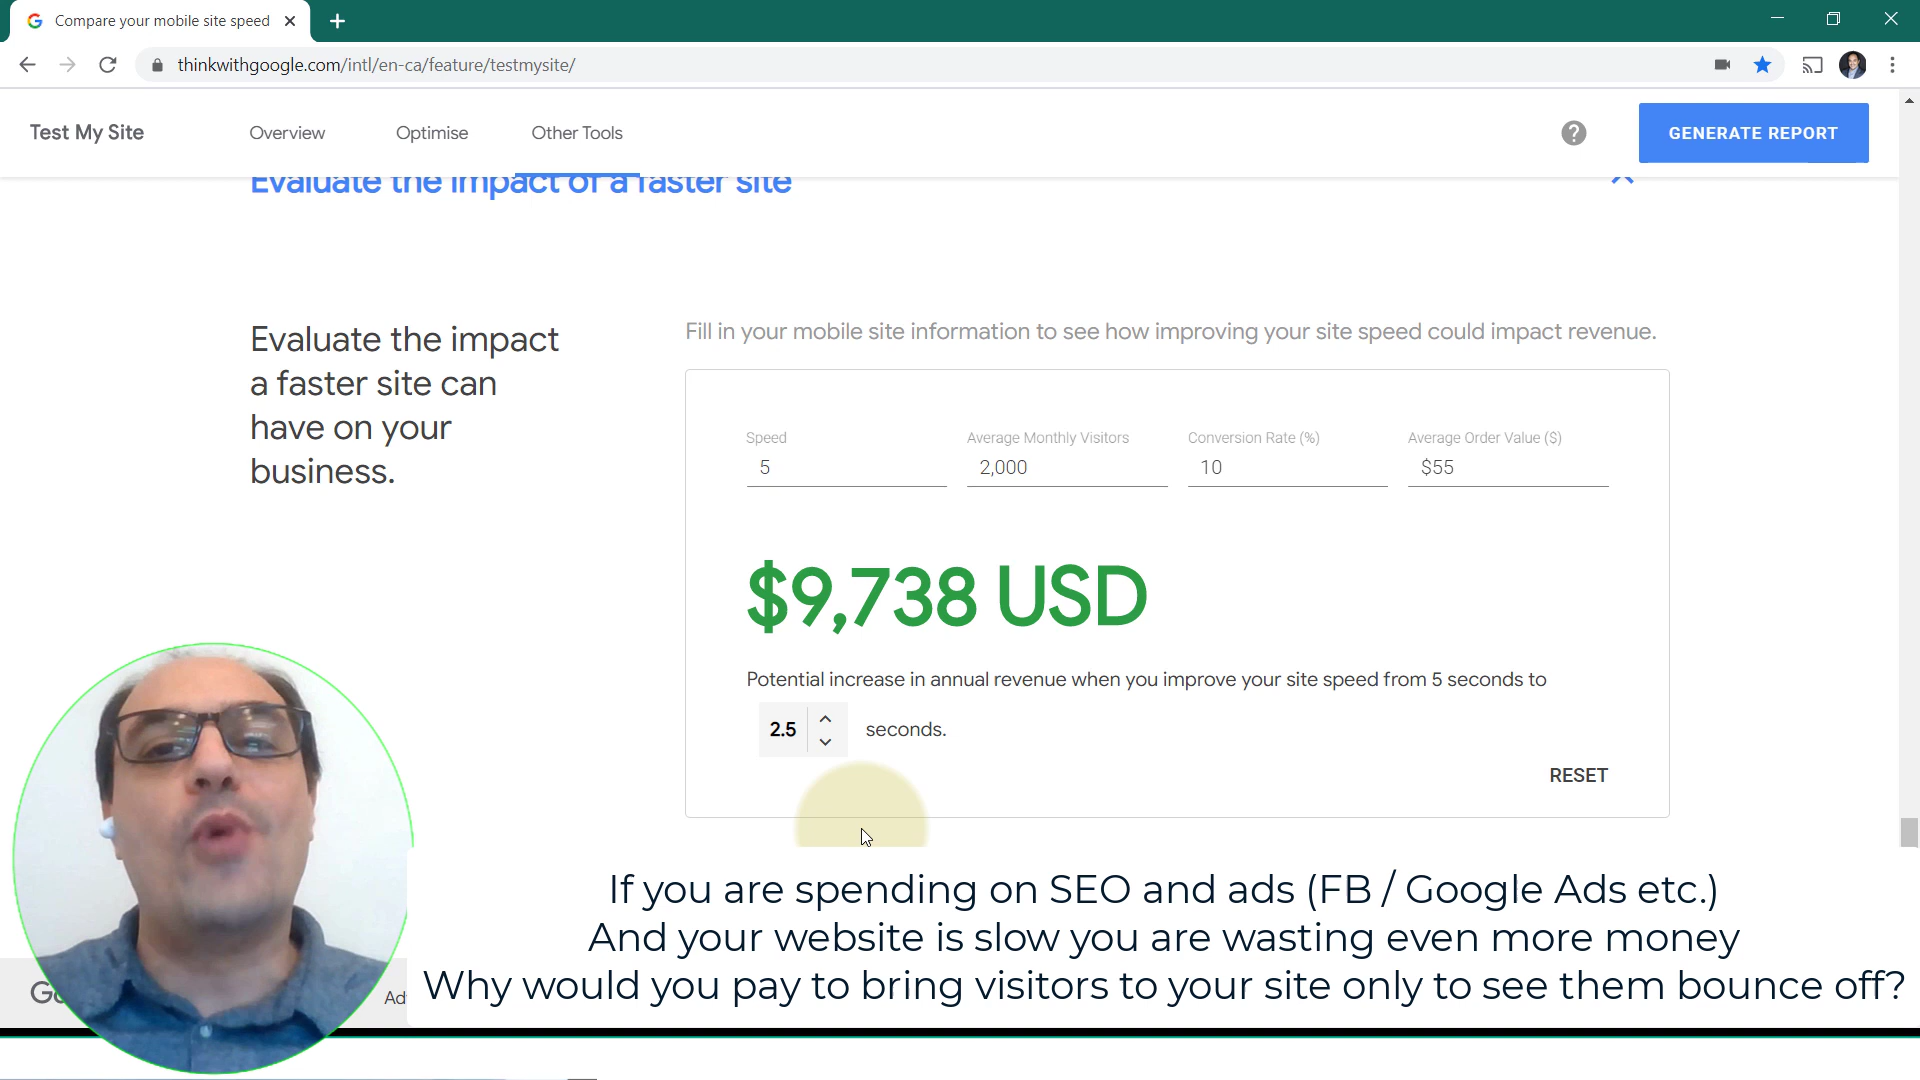 Compare your mobile site speed
thinkwithgoogle.com/intl/en-ca/feature/testmysite/
Test My Site
Overview
Optimise
Other Tools
GENERATE REPORT
Evaluate the impact of a faster site
Evaluate the impact
a faster site can
have on your
business.
Fill in your mobile site information to see how improving your site speed could impact revenue.
Speed
5
Average Monthly Visitors
2,000
Conversion Rate (%)
10
Average Order Value ($)
$55
$9,738 USD
Potential increase in annual revenue when you improve your site speed from 5 seconds to
2.5 seconds.
RESET
If you are spending on SEO and ads (FB / Google Ads etc.)
And your website is slow you are wasting even more money
Why would you pay to bring visitors to your site only to see them bounce off?